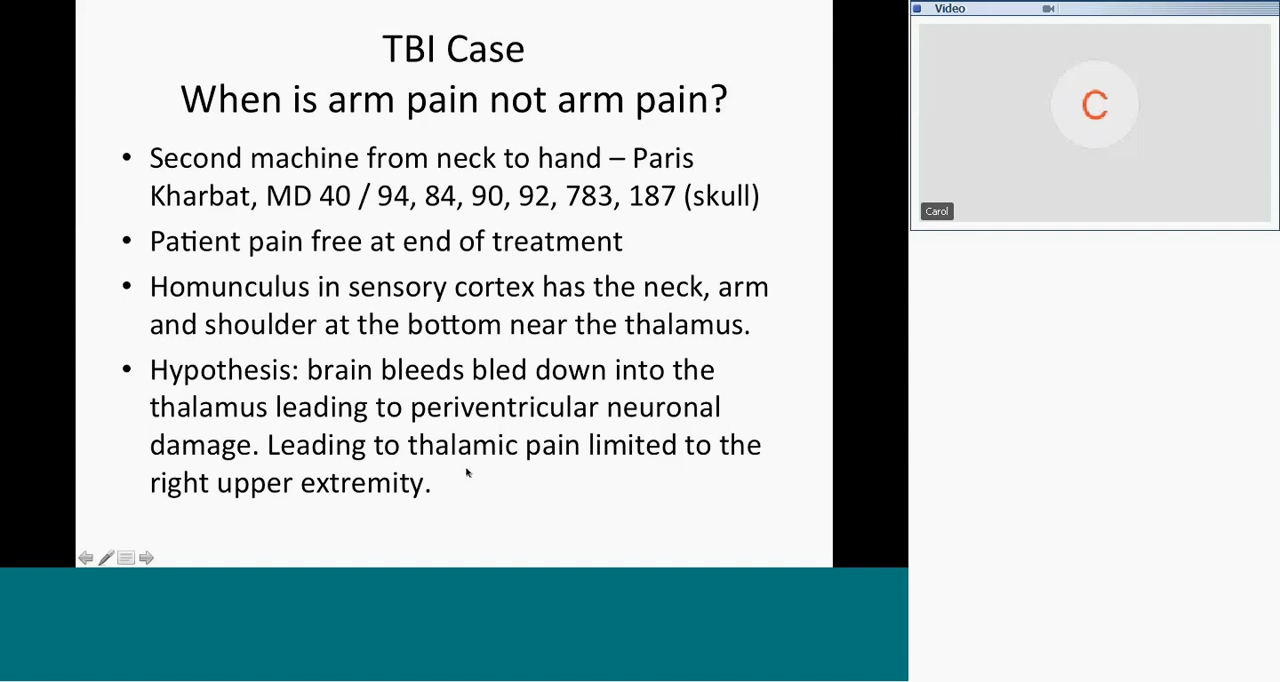 TBI Case
When is arm pain not arm pain?
• Second machine from neck to hand – Paris
Kharbat, MD 40 / 94, 84, 90, 92, 783, 187 (skull)
• Patient pain free at end of treatment
• Homunculus in sensory cortex has the neck, arm
and shoulder at the bottom near the thalamus.
• Hypothesis: brain bleeds bled down into the
thalamus leading to periventricular neuronal
damage. Leading to thalamic pain limited to the
right upper extremity.
Video
C
Carol